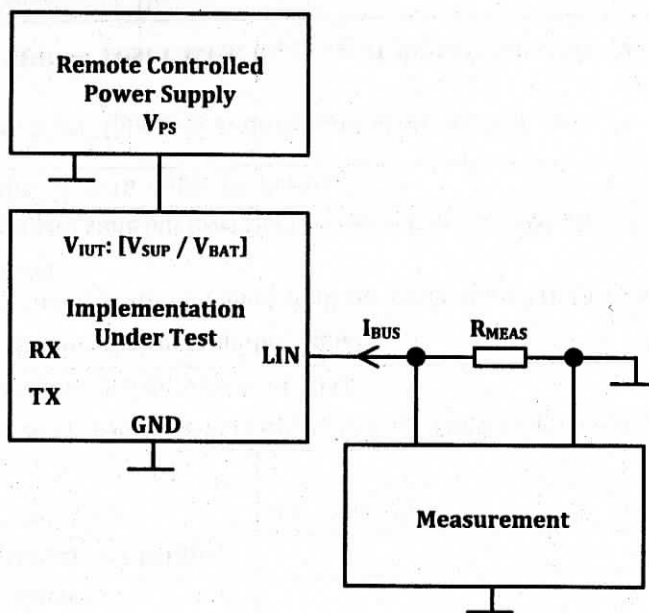 Remote Controlled
Power Supply
VPS
VIUT: [VSUP / VBAT]
Implementation
Under Test
RX
TX
LIN
GND
IBUS
RMEAS
Measurement